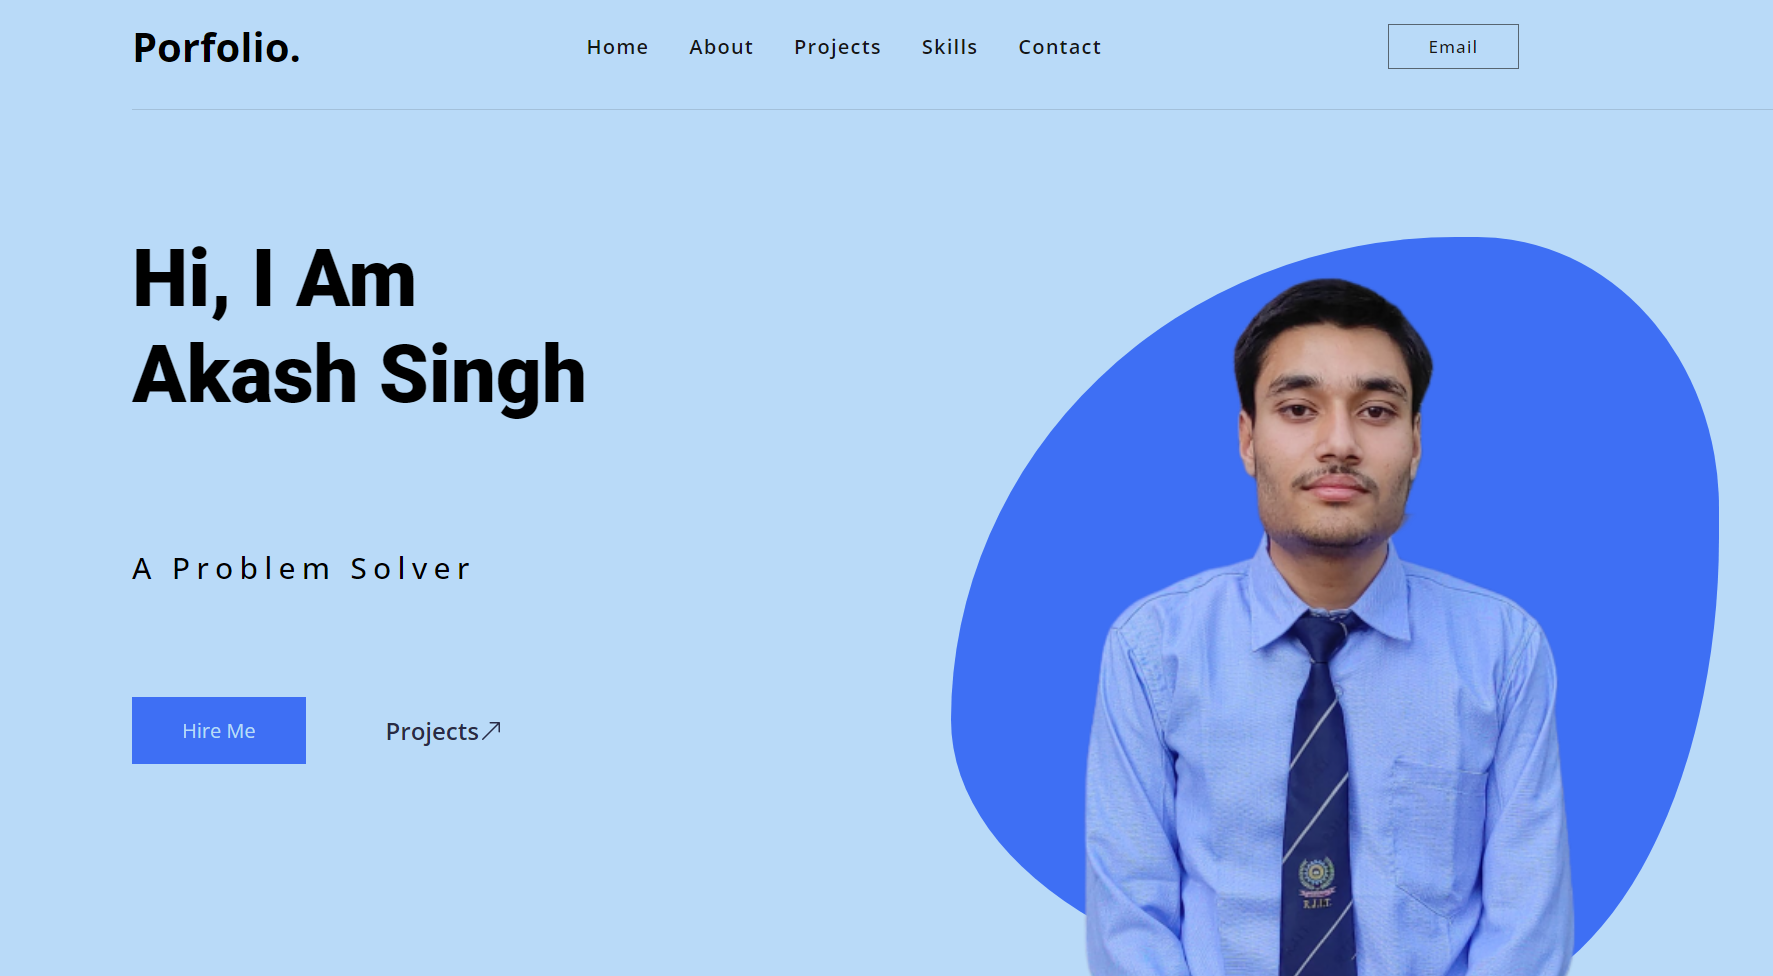 Porfolio.
Home About Projects Skills Contact
Email
Hi, I Am
Akash Singh
A Problem Solver
Hire Me
Projects
R.J.I.T.